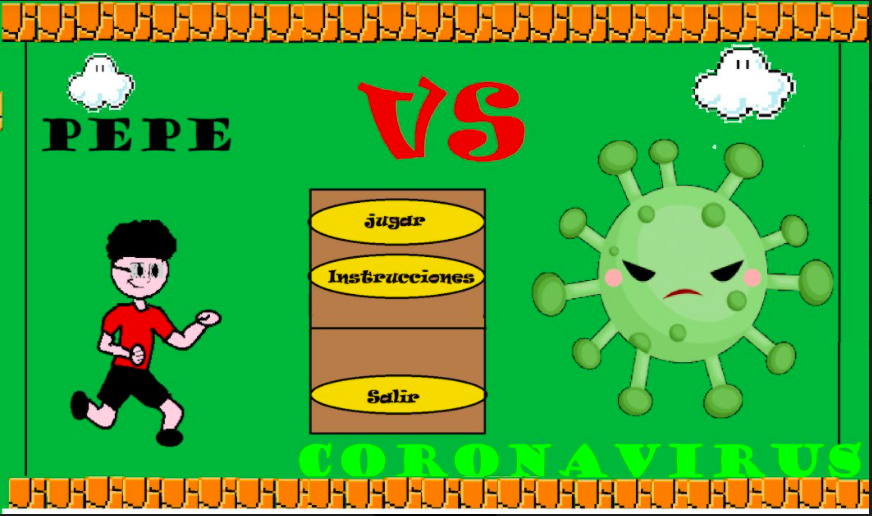 PEPE
VS
jugar
Instrucciones
Salir
CORONAVIRUS